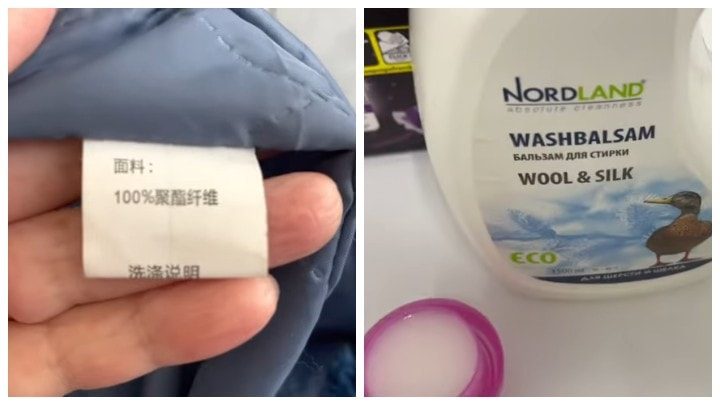 面料：
100%聚酯纤维
洗涤说明
NORDLAND
absolute cleanness
WASHBALSAM
БАЛЬЗАМ ДЛЯ СТИРКИ
WOOL & SILK
ECO
ДЛЯ ШЕРСТИ И ШЕЛКА